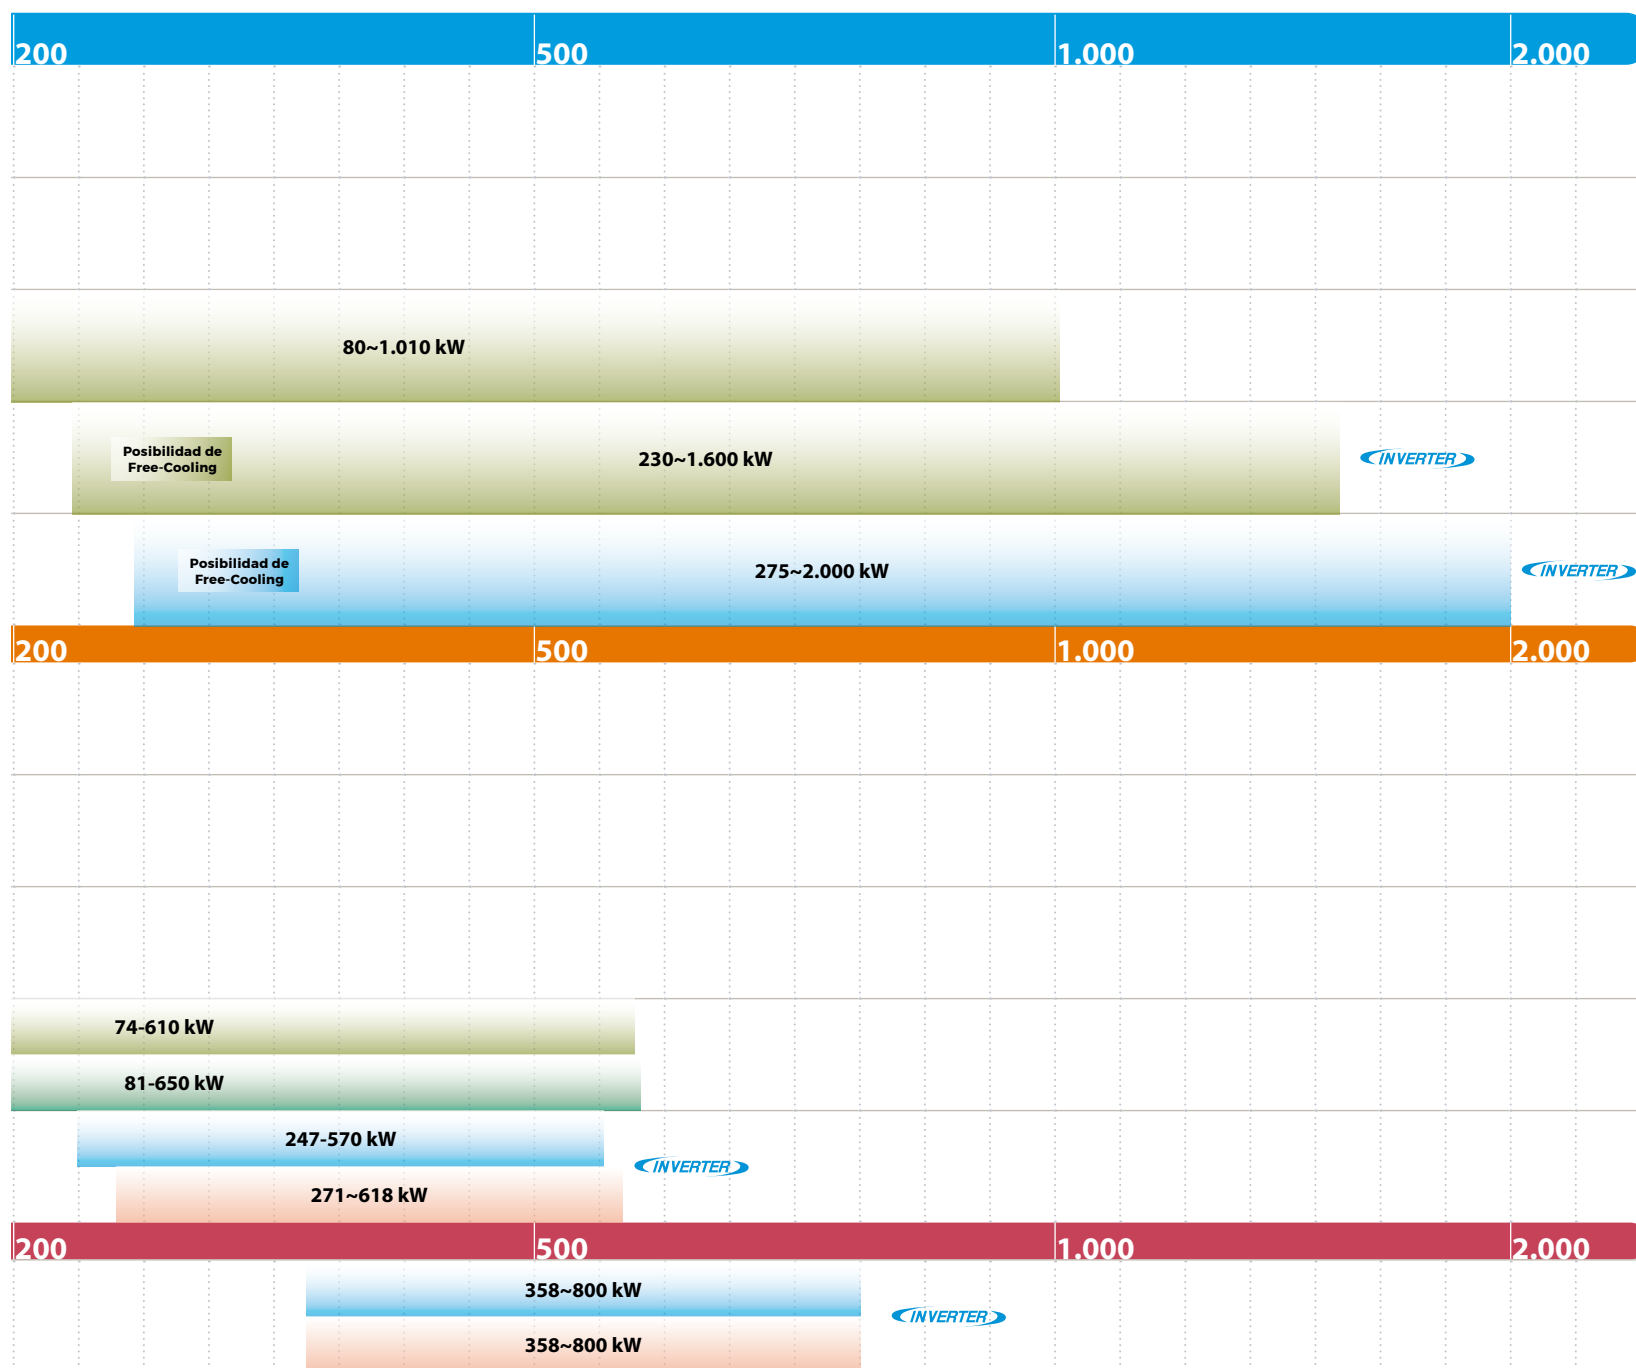 200 500 1.000 2.000
80~1.010 kW
Posibilidad de
Free-Cooling
230~1.600 kW
INVERTER
Posibilidad de
Free-Cooling
275~2.000 kW
INVERTER
200 500 1.000 2.000
74-610 kW
81-650 kW
247-570 kW
INVERTER
271~618 kW
200 500 1.000 2.000
358~800 kW
INVERTER
358~800 kW